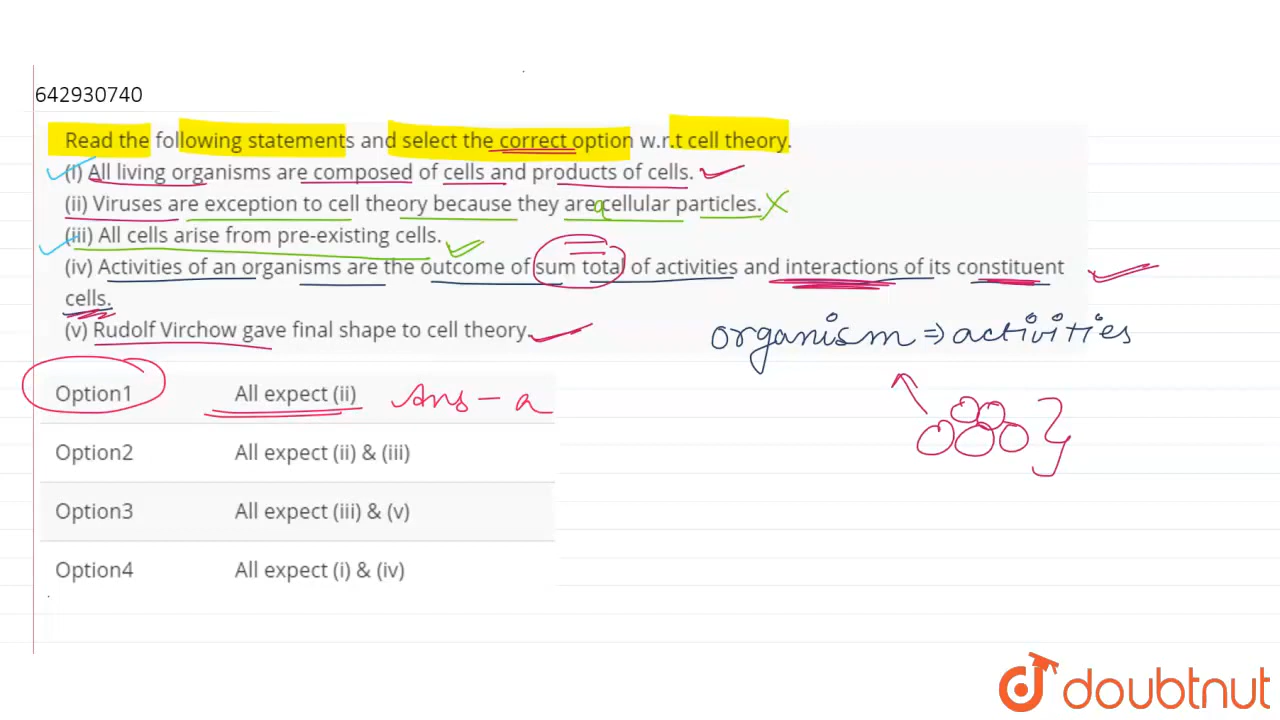 642930740
Read the following statements and select the correct option w.r.t cell theory.
(i) All living organisms are composed of cells and products of cells.
(ii) Viruses are exception to cell theory because they are acellular particles.
(iii) All cells arise from pre-existing cells.
(iv) Activities of an organisms are the outcome of sum total of activities and interactions of its constituent
cells.
(v) Rudolf Virchow gave final shape to cell theory.
organism ⇒ activities
Option1 All expect (ii) Ans - a
Option2 All expect (ii) & (iii)
Option3 All expect (iii) & (v)
Option4 All expect (i) & (iv)
doubtnut